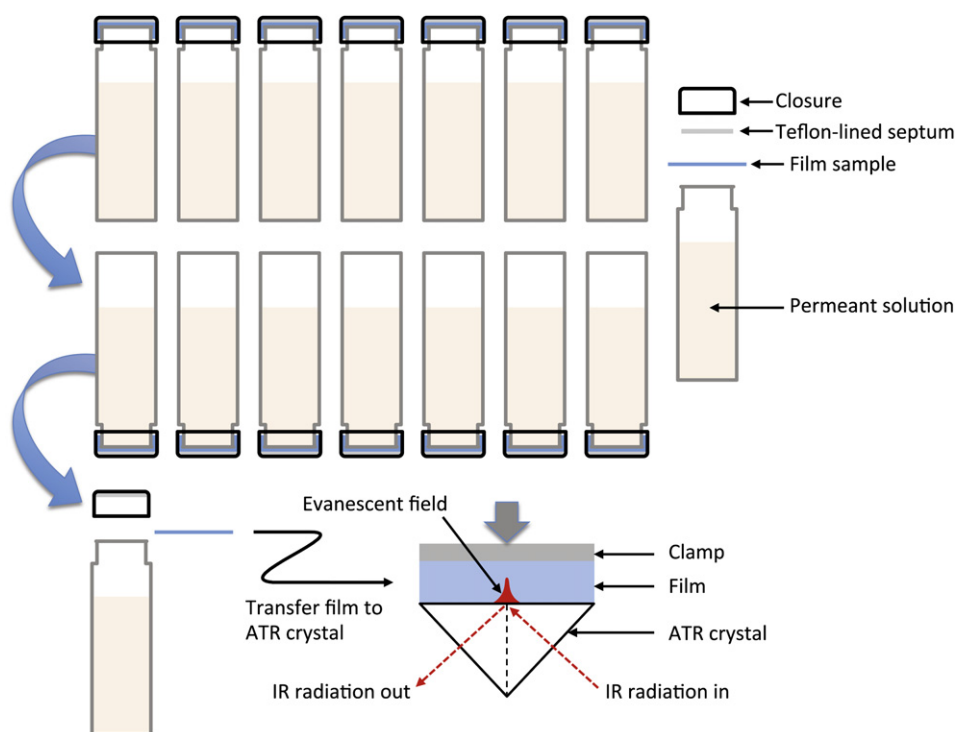 Closure
Teflon-lined septum
Film sample
Permeant solution
Evanescent field
Clamp
Film
Transfer film to
ATR crystal
ATR crystal
IR radiation out
IR radiation in